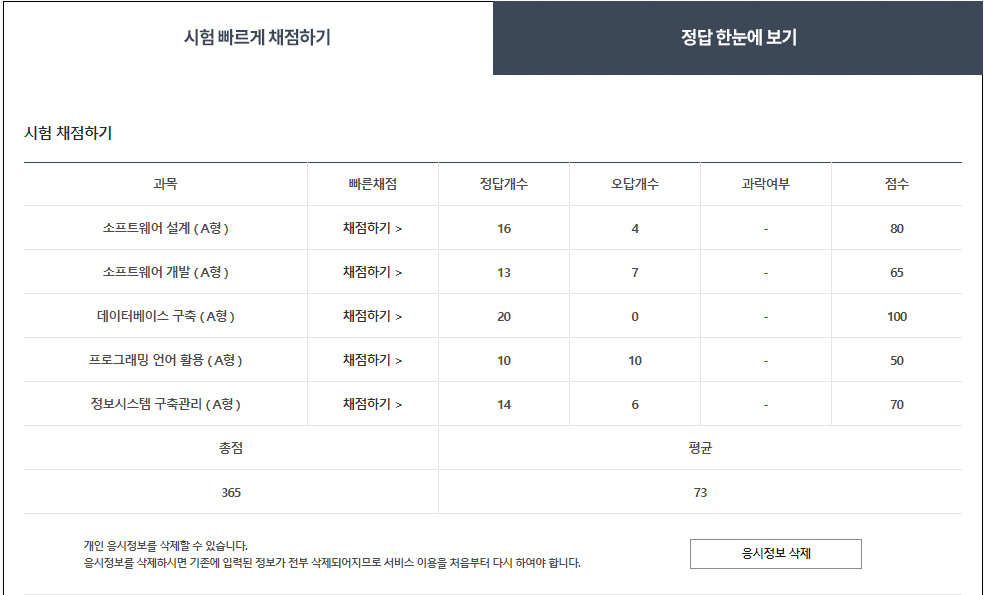 시험 빠르게 채점하기 정답 한눈에 보기
시험 채점하기
과목 빠른채점 정답개수 오답개수 과락여부 점수
소프트웨어 설계 ( A형 ) 채점하기 > 16 4 - 80
소프트웨어 개발 ( A형 ) 채점하기 > 13 7 - 65
데이터베이스 구축 ( A형 ) 채점하기 > 20 0 - 100
프로그래밍 언어 활용 ( A형 ) 채점하기 > 10 10 - 50
정보시스템 구축관리 ( A형 ) 채점하기 > 14 6 - 70
총점 평균
365 73
개인 응시정보를 삭제할 수 있습니다.
응시정보를 삭제하시면 기존에 입력된 정보가 전부 삭제되어지므로 서비스 이용을 처음부터 다시 하여야 합니다.
응시정보 삭제